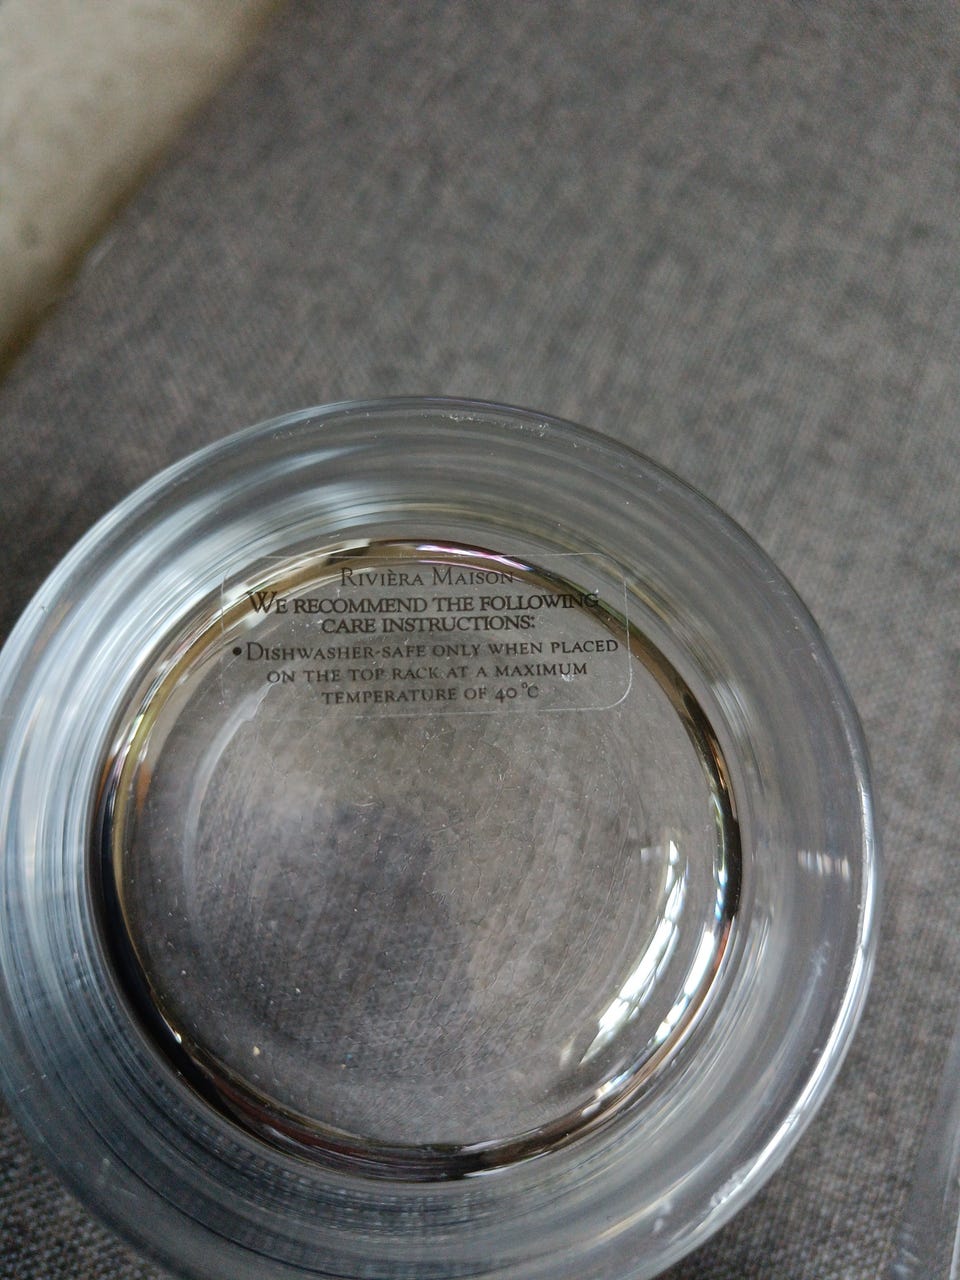 Rivièra Maison
We recommend the following
care instructions:
•Dishwasher-safe only when placed
on the top rack at a maximum
temperature of 40 °C